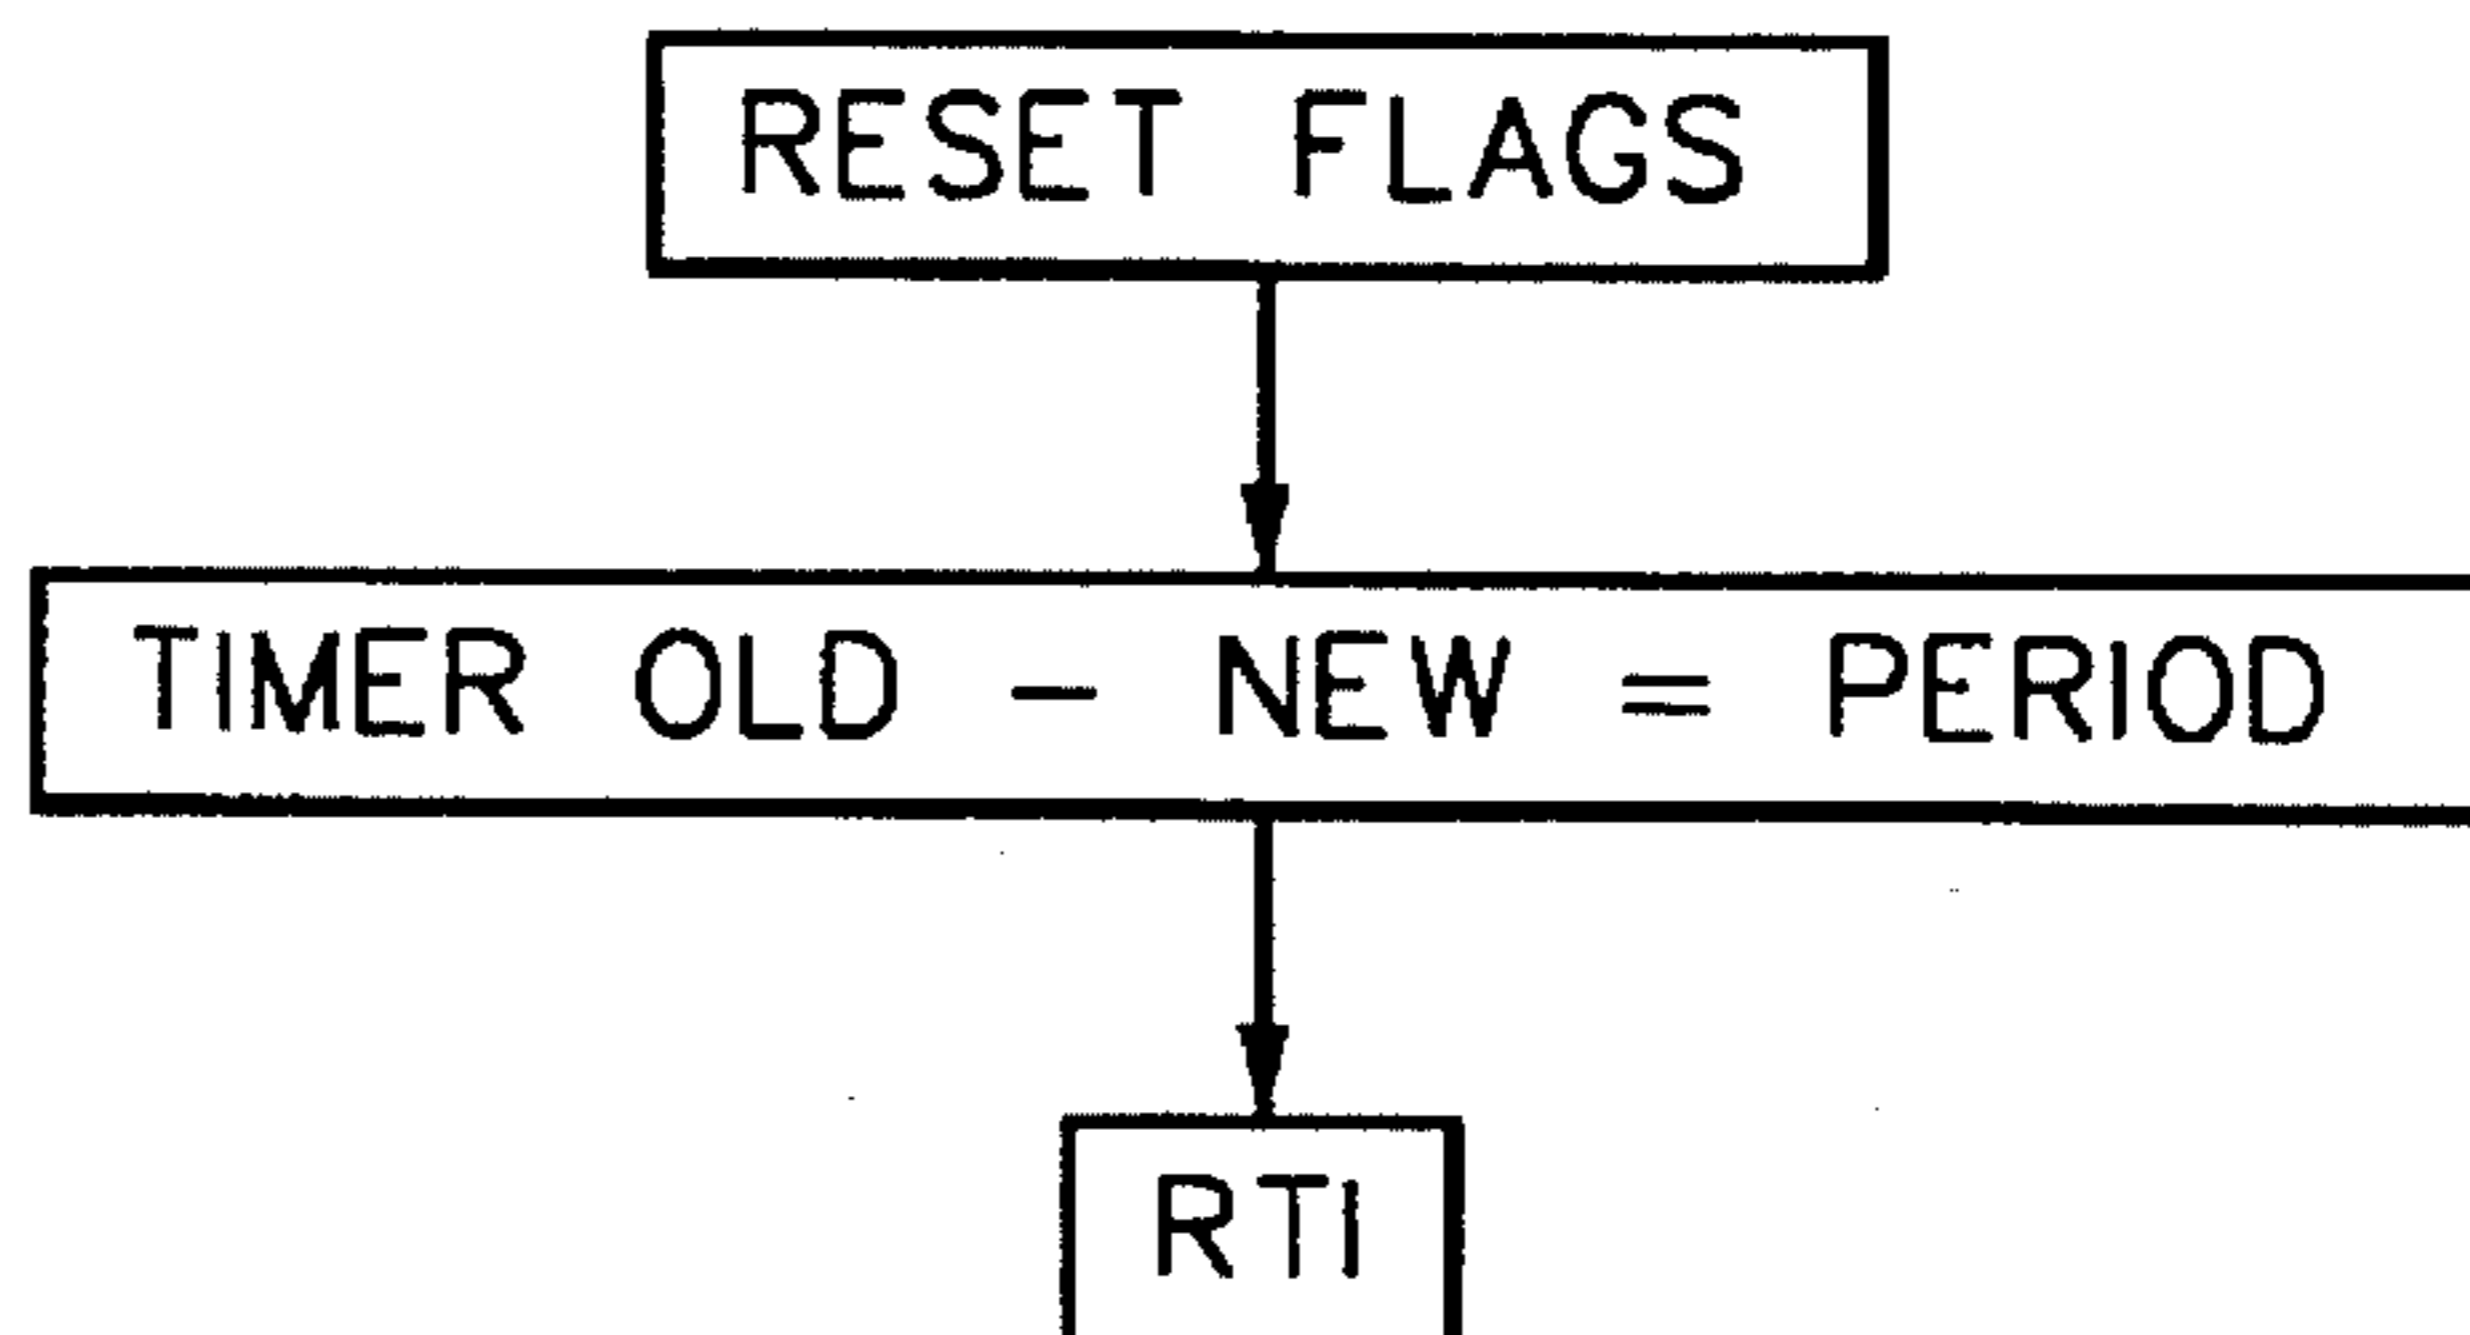 RESET FLAGS
TIMER OLD - NEW = PERIOD
RTI